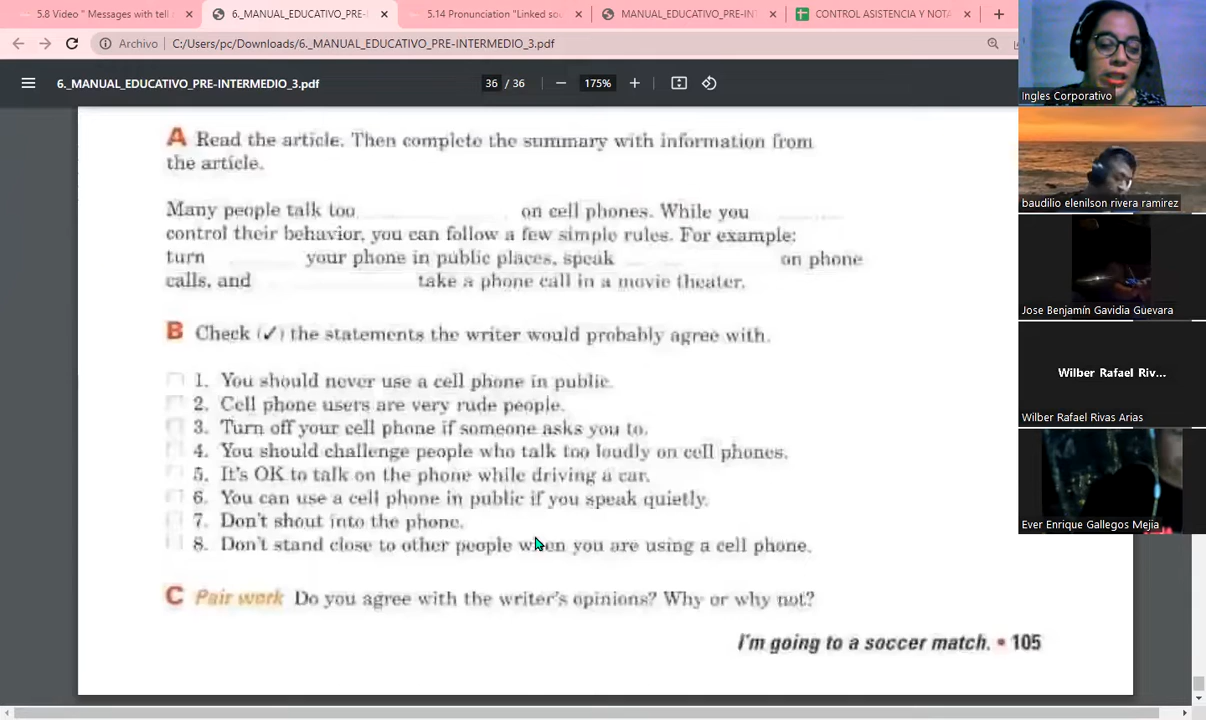 5.8 Video " Messages with tell
6._MANUAL_EDUCATIVO_PRE-
5.14 Pronunciation "Linked sou
MANUAL_EDUCATIVO_PRE-INTERM
CONTROL ASISTENCIA Y NOTA
Archivo
C:/Users/pc/Downloads/6._MANUAL_EDUCATIVO_PRE-INTERMEDIO_3.pdf
6._MANUAL_EDUCATIVO_PRE-INTERMEDIO_3.pdf
36 / 36
175%
A Read the article. Then complete the summary with information from
the article.
Many people talk too on cell phones. While you
control their behavior, you can follow a few simple rules. For example:
turn your phone in public places, speak on phone
calls, and take a phone call in a movie theater.
B Check (✓) the statements the writer would probably agree with.
1. You should never use a cell phone in public.
2. Cell phone users are very rude people.
3. Turn off your cell phone if someone asks you to.
4. You should challenge people who talk too loudly on cell phones.
5. It's OK to talk on the phone while driving a car.
6. You can use a cell phone in public if you speak quietly.
7. Don't shout into the phone.
8. Don't stand close to other people when you are using a cell phone.
C Pair work Do you agree with the writer's opinions? Why or why not?
I'm going to a soccer match. • 105
Ingles Corporativo
baudilio elenilson rivera ramirez
Jose Benjamín Gavidia Guevara
Wilber Rafael Riv...
Wilber Rafael Rivas Arias
Ever Enrique Gallegos Mejia